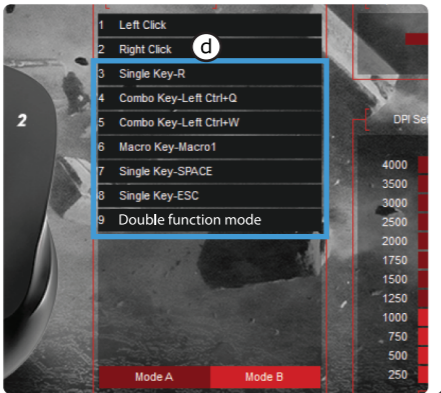 1 Left Click
2 Right Click
d
3 Single Key-R
4 Combo Key-Left Ctrl+Q
5 Combo Key-Left Ctrl+W
6 Macro Key-Macro1
7 Single Key-SPACE
8 Single Key-ESC
9 Double function mode
2
Mode A Mode B
DPI Set
4000
3500
3000
2500
2000
1750
1500
1250
1000
750
500
250